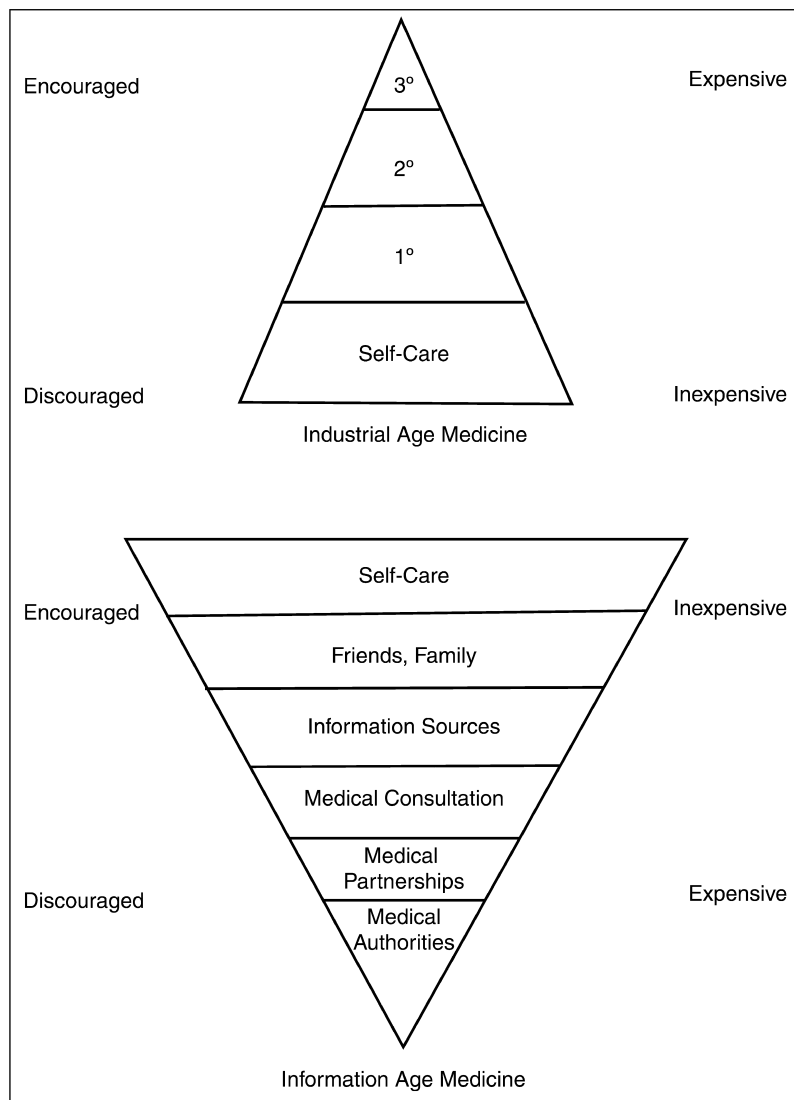 Encouraged
Expensive
3º
2º
1º
Self-Care
Discouraged
Inexpensive
Industrial Age Medicine
Self-Care
Encouraged
Inexpensive
Friends, Family
Information Sources
Medical Consultation
Medical
Partnerships
Discouraged
Expensive
Medical
Authorities
Information Age Medicine